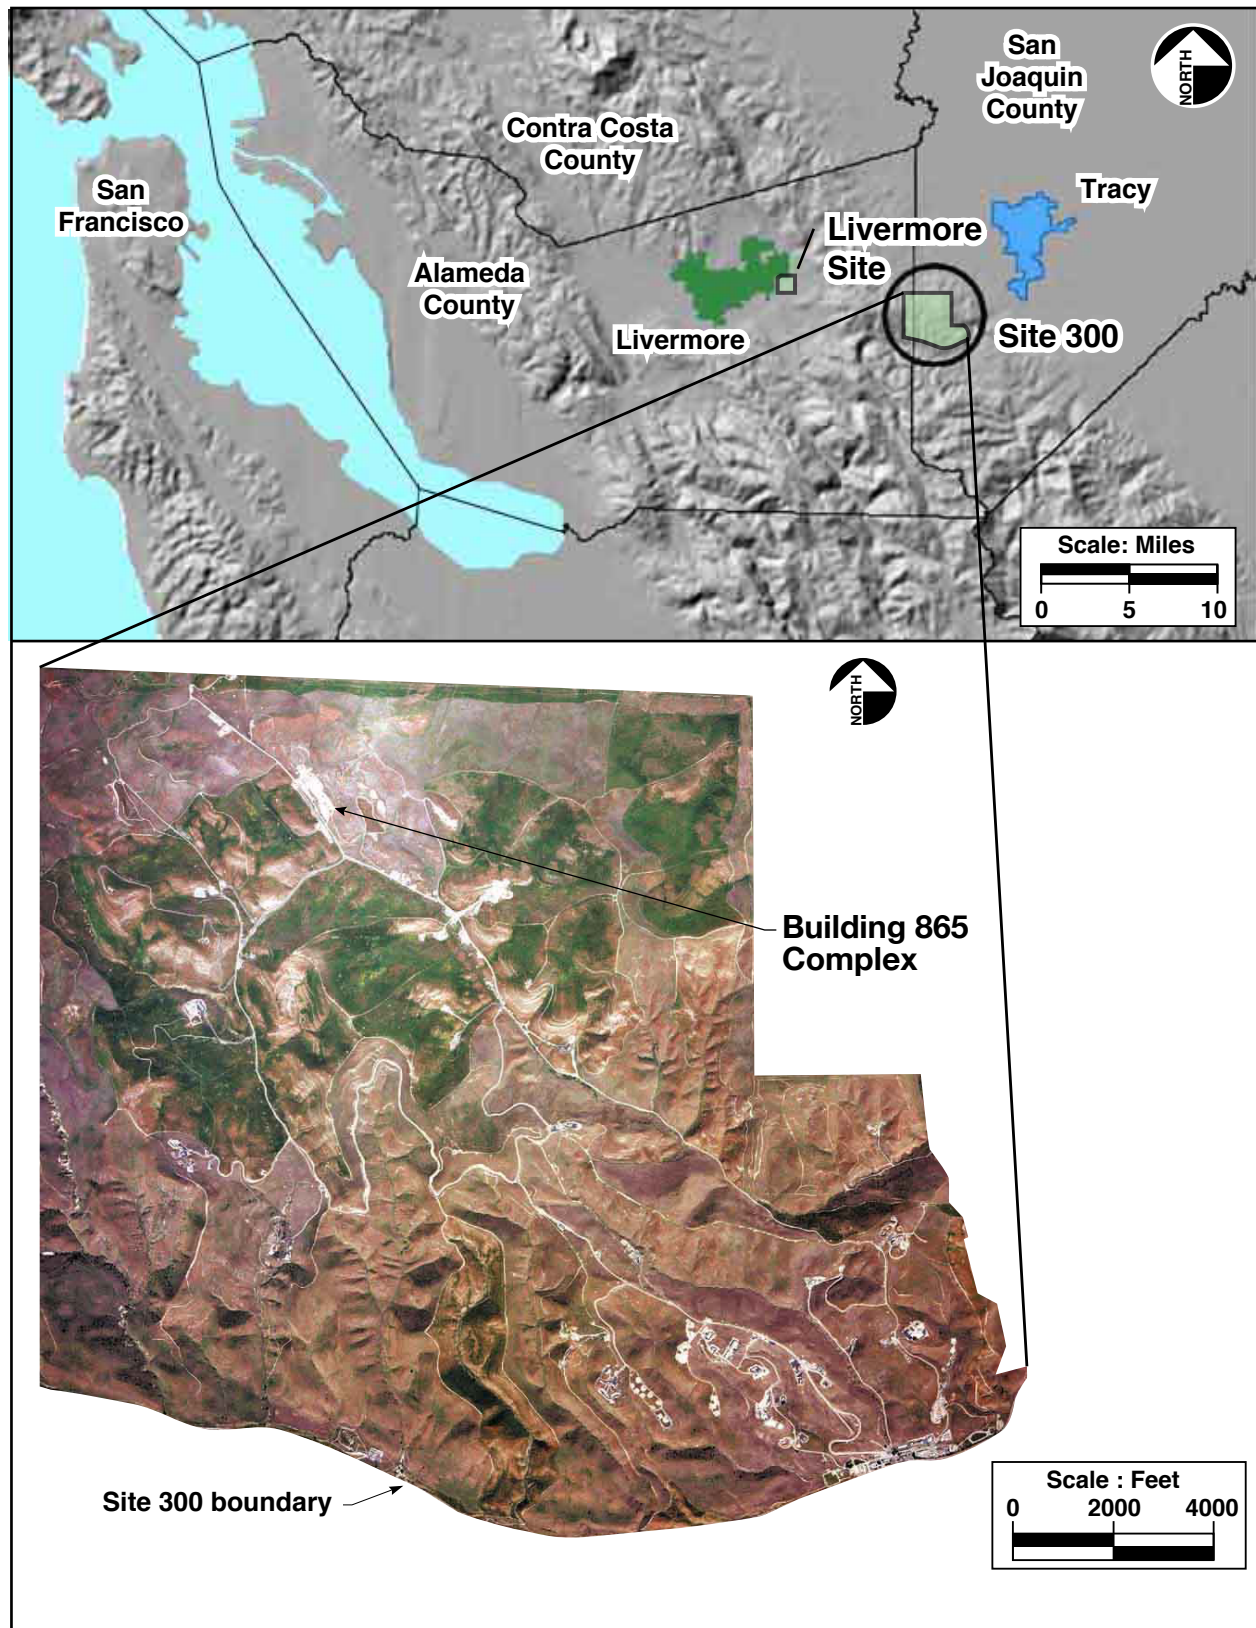 San
Joaquin
County
NORTH
Contra Costa
County
San
Francisco
Tracy
Livermore
Site
Alameda
County
Livermore
Site 300
Scale: Miles
0 5 10
NORTH
Building 865
Complex
Site 300 boundary
Scale : Feet
0 2000 4000